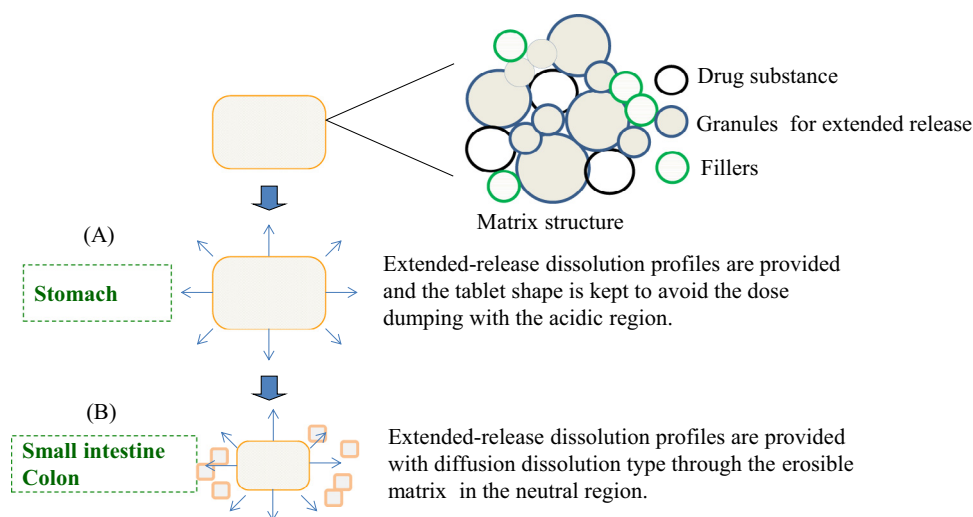 Drug substance
Granules for extended release
Fillers
Matrix structure
(A)
Stomach
Extended-release dissolution profiles are provided
and the tablet shape is kept to avoid the dose
dumping with the acidic region.
(B)
Small intestine
Colon
Extended-release dissolution profiles are provided
with diffusion dissolution type through the erosible
matrix in the neutral region.